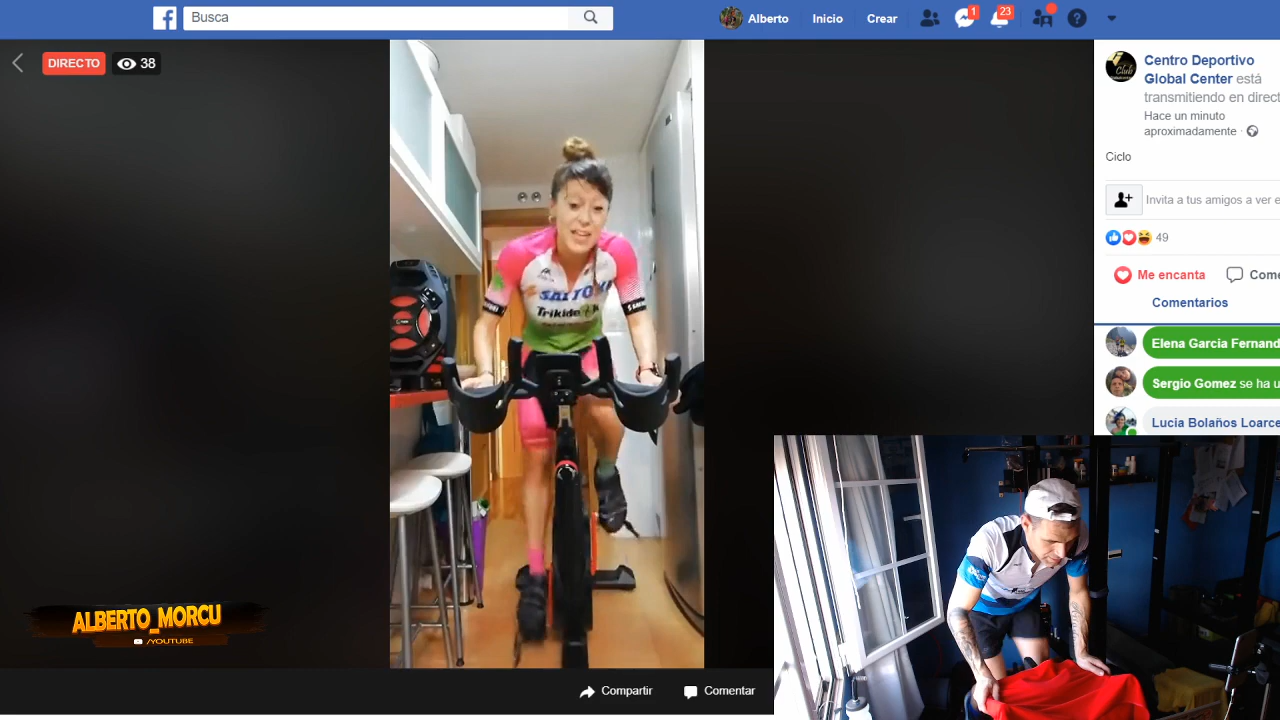 Busca
Alberto
Inicio
Crear
1
23
DIRECTO
38
Centro Deportivo
Global Center está
transmitiendo en direct
Hace un minuto
aproximadamente ·
Ciclo
Invita a tus amigos a ver e
49
Me encanta
Come
Comentarios
Elena Garcia Fernand
Sergio Gomez se ha u
Lucia Bolaños Loarce
SALTOKI
Trikide
ALBERTO_MORCU
/YOUTUBE
Compartir
Comentar